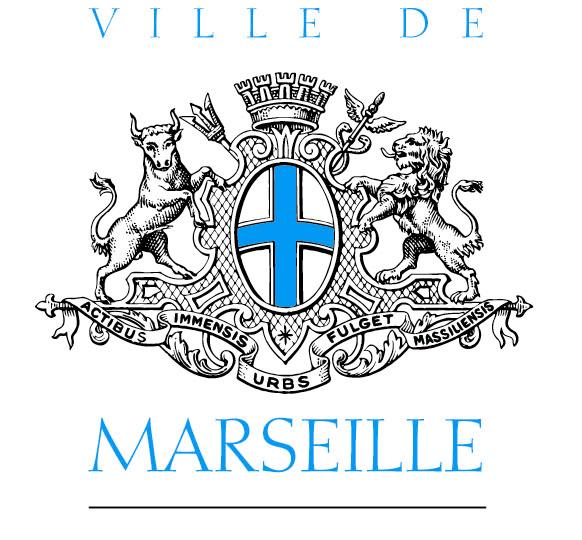 VILLE DE
ACTIBUS IMMENSIS URBS FULGET MASSILIENSIS
MARSEILLE